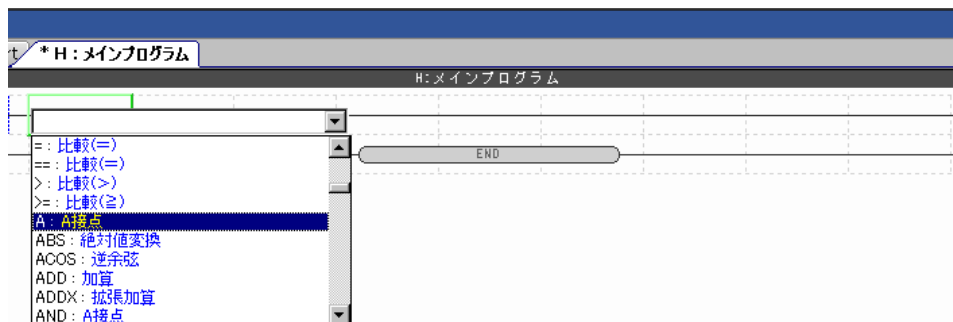 t
* H：メインプログラム
H:メインプログラム
END
=：比較(＝)
==：比較(＝)
>：比較(＞)
>=：比較(≧)
A：A接点
ABS：絶対値変換
ACOS：逆余弦
ADD：加算
ADDX：拡張加算
AND：A接点